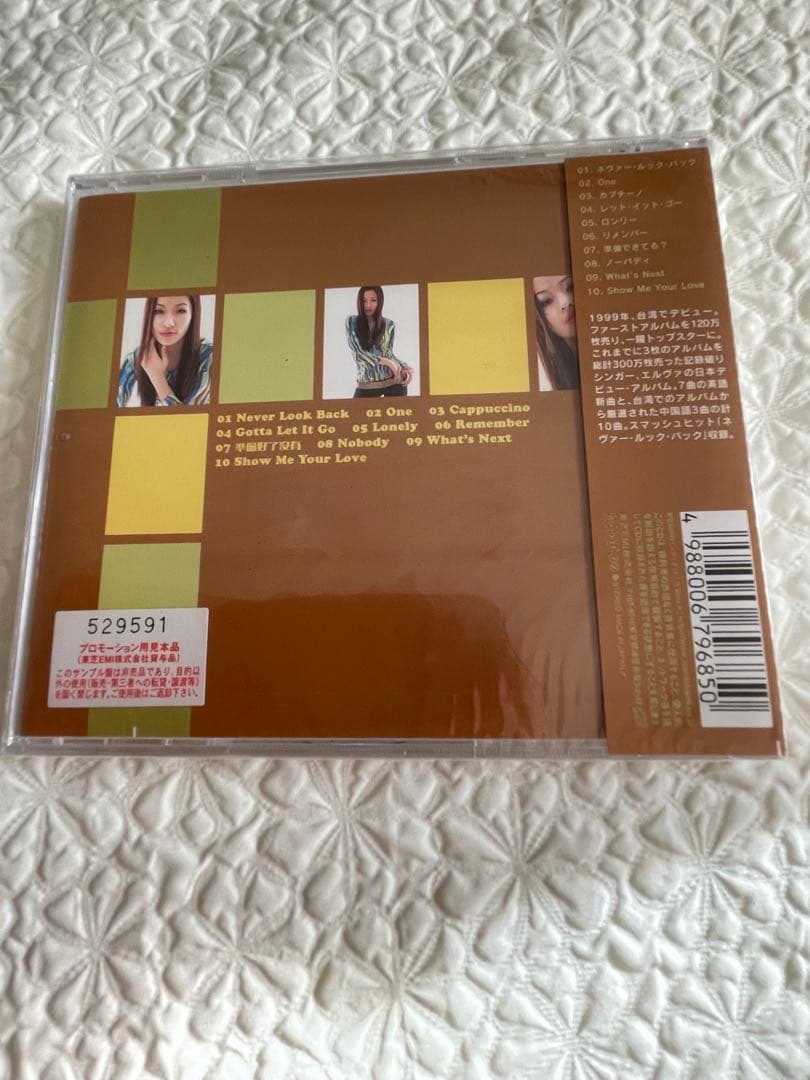 01 Never Look Back 02 One 03 Cappuccino
04 Gotta Let It Go 05 Lonely 06 Remember
07 準備好了沒有 08 Nobody 09 What's Next
10 Show Me Your Love
529591
プロモーション用見本品
(東芝EMI株式会社貸与品)
このサンプル盤は非売品であり、目的以
外の使用(販売・第三者への転貸・譲渡等)
を固く禁じます。ご使用後はご返却下さい。
01. ネヴァー・ルック・バック
02. One
03. カプチーノ
04. レット・イット・ゴー
05. ロンリー
06. リメンバー
07. 準備できてる?
08. ノーバディ
09. What's Next
10. Show Me Your Love
1999年、台湾でデビュー。
ファーストアルバムを120万
枚売り、一躍トップスターに。
これまでに3枚のアルバムを
総計300万枚売った記録破り
シンガー、エルヴァの日本デ
ビュー・アルバム。7曲の英語
新曲と、台湾でのアルバムか
ら厳選された中国語3曲の計
10曲。スマッシュヒット「ネ
ヴァー・ルック・バック」収録。
4 988006 796850